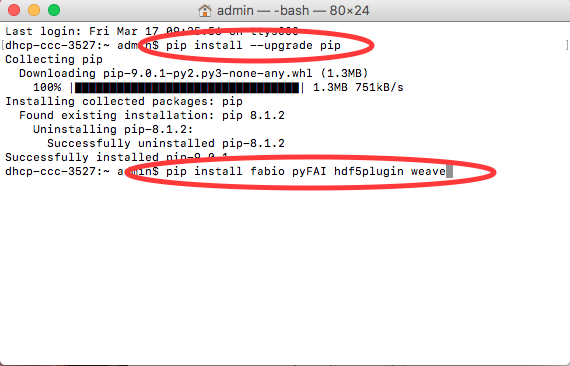 admin — -bash — 80×24
Last login: Fri Mar 17 09:35:56 on ttys000
dhcp-ccc-3527:~ admin$ pip install --upgrade pip
Collecting pip
Downloading pip-9.0.1-py2.py3-none-any.whl (1.3MB)
100% || 1.3MB 751kB/s
Installing collected packages: pip
Found existing installation: pip 8.1.2
Uninstalling pip-8.1.2:
Successfully uninstalled pip-8.1.2
Successfully installed pip-9.0.1
dhcp-ccc-3527:~ admin$ pip install fabio pyFAI hdf5plugin weave